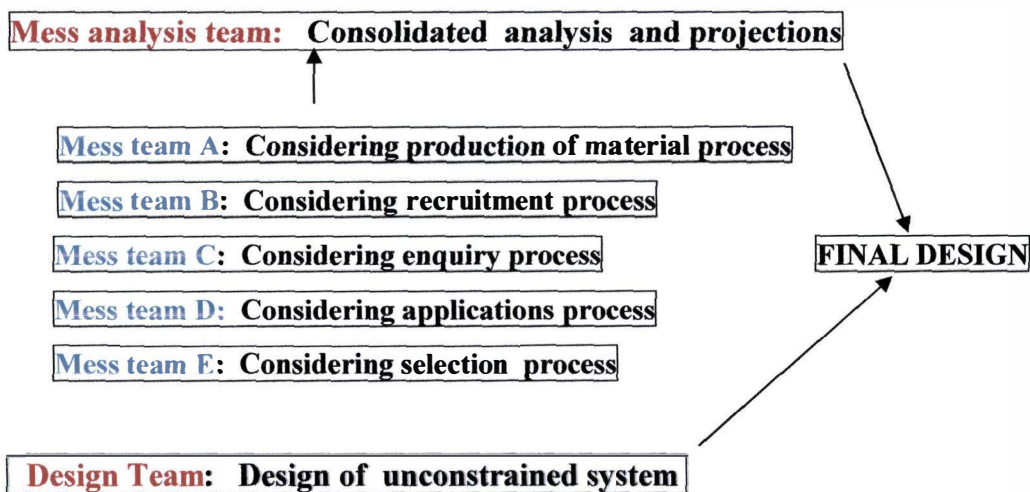 Mess analysis team: Consolidated analysis and projections
Mess team A: Considering production of material process
Mess team B: Considering recruitment process
Mess team C: Considering enquiry process
Mess team D: Considering applications process
Mess team E: Considering selection process
FINAL DESIGN
Design Team: Design of unconstrained system